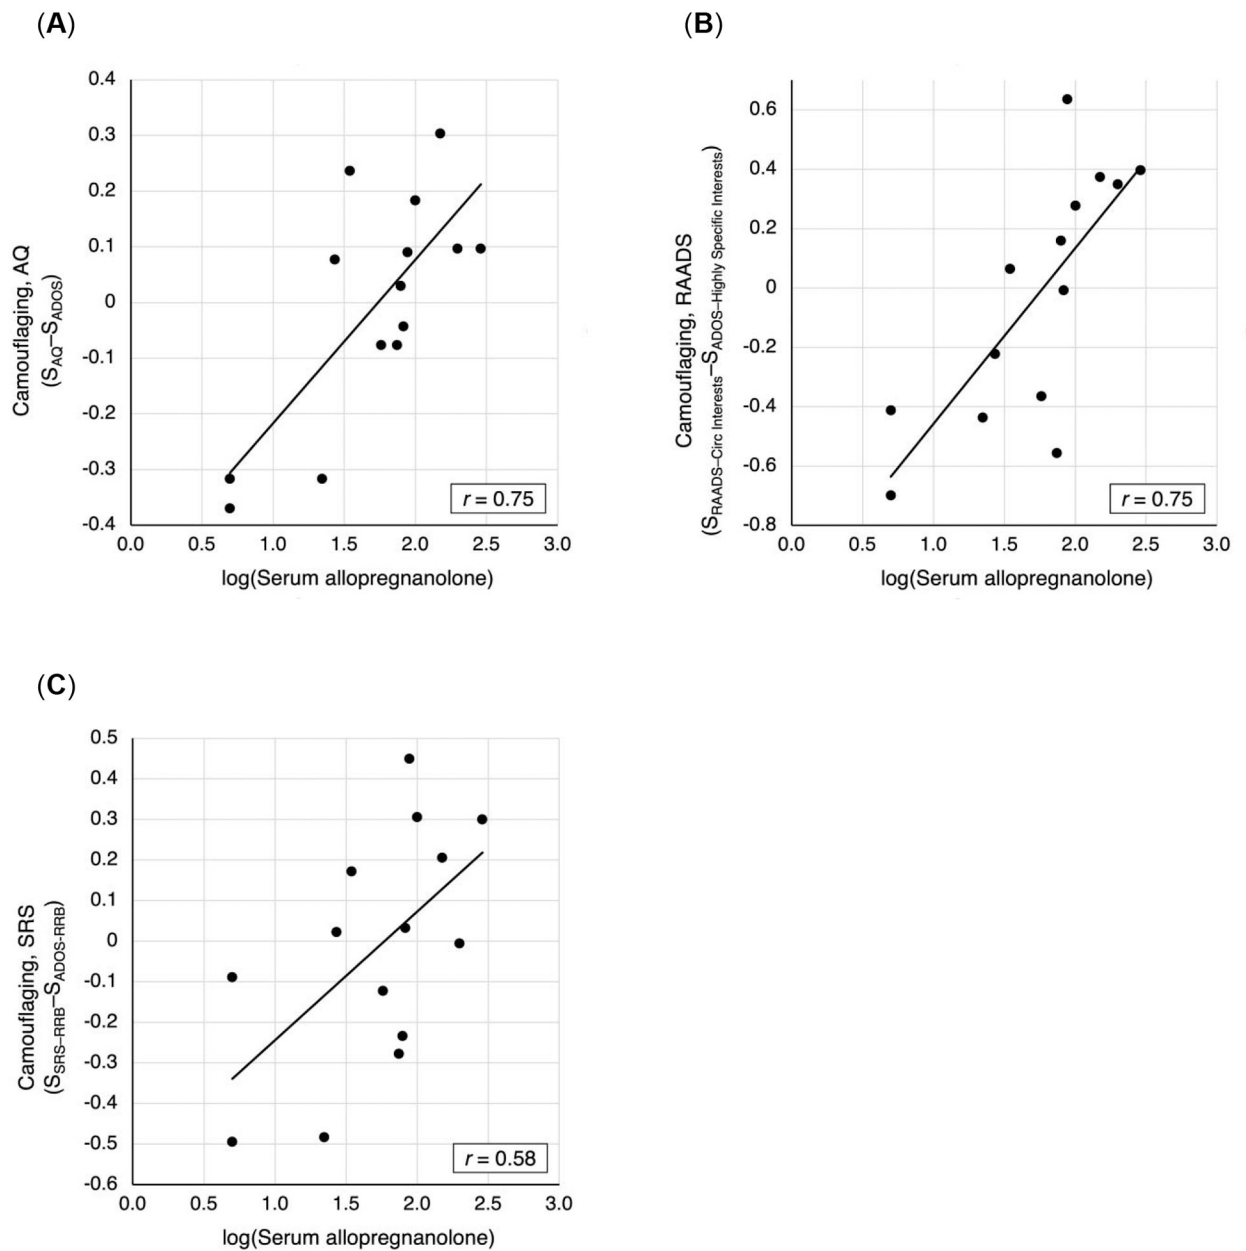 (A)
0.4
0.3
0.2
0.1
0
-0.1
-0.2
-0.3
-0.4
Camouflaging, AQ
(SAQ–SADOS)
r = 0.75
0.0 0.5 1.0 1.5 2.0 2.5 3.0
log(Serum allopregnanolone)
(B)
0.6
0.4
0.2
0
-0.2
-0.4
-0.6
-0.8
Camouflaging, RAADS
(SRAADS–Circ Interests–SADOS–Highly Specific Interests)
r = 0.75
0.0 0.5 1.0 1.5 2.0 2.5 3.0
log(Serum allopregnanolone)
(C)
0.5
0.4
0.3
0.2
0.1
0
-0.1
-0.2
-0.3
-0.4
-0.5
-0.6
Camouflaging, SRS
(SSRS–RRB–SADOS-RRB)
r = 0.58
0.0 0.5 1.0 1.5 2.0 2.5 3.0
log(Serum allopregnanolone)